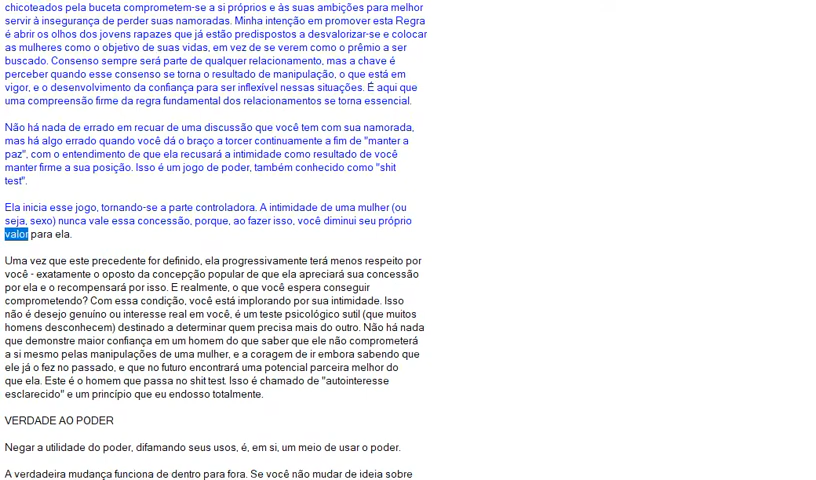 chicoteados pela buceta comprometem-se a si próprios e às suas ambições para melhor
servir à insegurança de perder suas namoradas. Minha intenção em promover esta Regra
é abrir os olhos dos jovens rapazes que já estão predispostos a desvalorizar-se e colocar
as mulheres como o objetivo de suas vidas, em vez de se verem como o prêmio a ser
buscado. Consenso sempre será parte de qualquer relacionamento, mas a chave é
perceber quando esse consenso se torna o resultado de manipulação, o que está em
vigor, e o desenvolvimento da confiança para ser inflexível nessas situações. É aqui que
uma compreensão firme da regra fundamental dos relacionamentos se torna essencial.
Não há nada de errado em recuar de uma discussão que você tem com sua namorada,
mas há algo errado quando você dá o braço a torcer continuamente a fim de "manter a
paz", com o entendimento de que ela recusará a intimidade como resultado de você
manter firme a sua posição. Isso é um jogo de poder, também conhecido como "shit
test".
Ela inicia esse jogo, tornando-se a parte controladora. A intimidade de uma mulher (ou
seja, sexo) nunca vale essa concessão, porque, ao fazer isso, você diminui seu próprio
valor para ela.
Uma vez que este precedente for definido, ela progressivamente terá menos respeito por
você - exatamente o oposto da concepção popular de que ela apreciará sua concessão
por ela e o recompensará por isso. E realmente, o que você espera conseguir
comprometendo? Com essa condição, você está implorando por sua intimidade. Isso
não é desejo genuíno ou interesse real em você, é um teste psicológico sutil (que muitos
homens desconhecem) destinado a determinar quem precisa mais do outro. Não há nada
que demonstre maior confiança em um homem do que saber que ele não comprometerá
a si mesmo pelas manipulações de uma mulher, e a coragem de ir embora sabendo que
ele já o fez no passado, e que no futuro encontrará uma potencial parceira melhor do
que ela. Este é o homem que passa no shit test. Isso é chamado de "autointeresse
esclarecido" e um princípio que eu endosso totalmente.
VERDADE AO PODER
Negar a utilidade do poder, difamando seus usos, é, em si, um meio de usar o poder.
A verdadeira mudança funciona de dentro para fora. Se você não mudar de ideia sobre